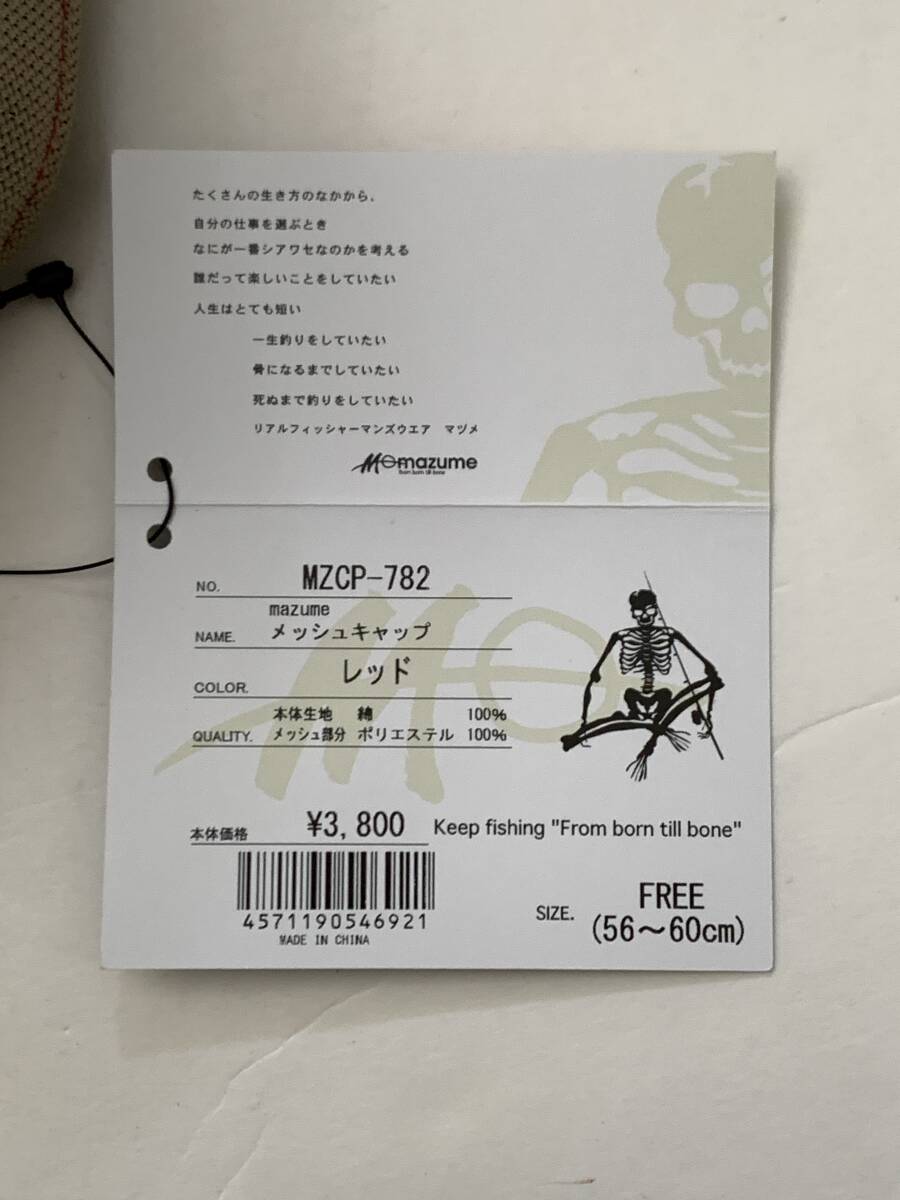 たくさんの生き方のなかから、
自分の仕事を選ぶとき
なにが一番シアワセなのかを考える
誰だって楽しいことをしていたい
人生はとても短い
一生釣りをしていたい
骨になるまでしていたい
死ぬまで釣りをしていたい
リアルフィッシャーマンズウエア マヅメ
mazume
from born till bone
NO. MZCP-782
mazume
NAME. メッシュキャップ
COLOR. レッド
本体生地 綿 100%
QUALITY. メッシュ部分 ポリエステル 100%
本体価格 ¥3,800
Keep fishing "From born till bone"
4571190546921
MADE IN CHINA
SIZE. FREE
(56〜60cm)